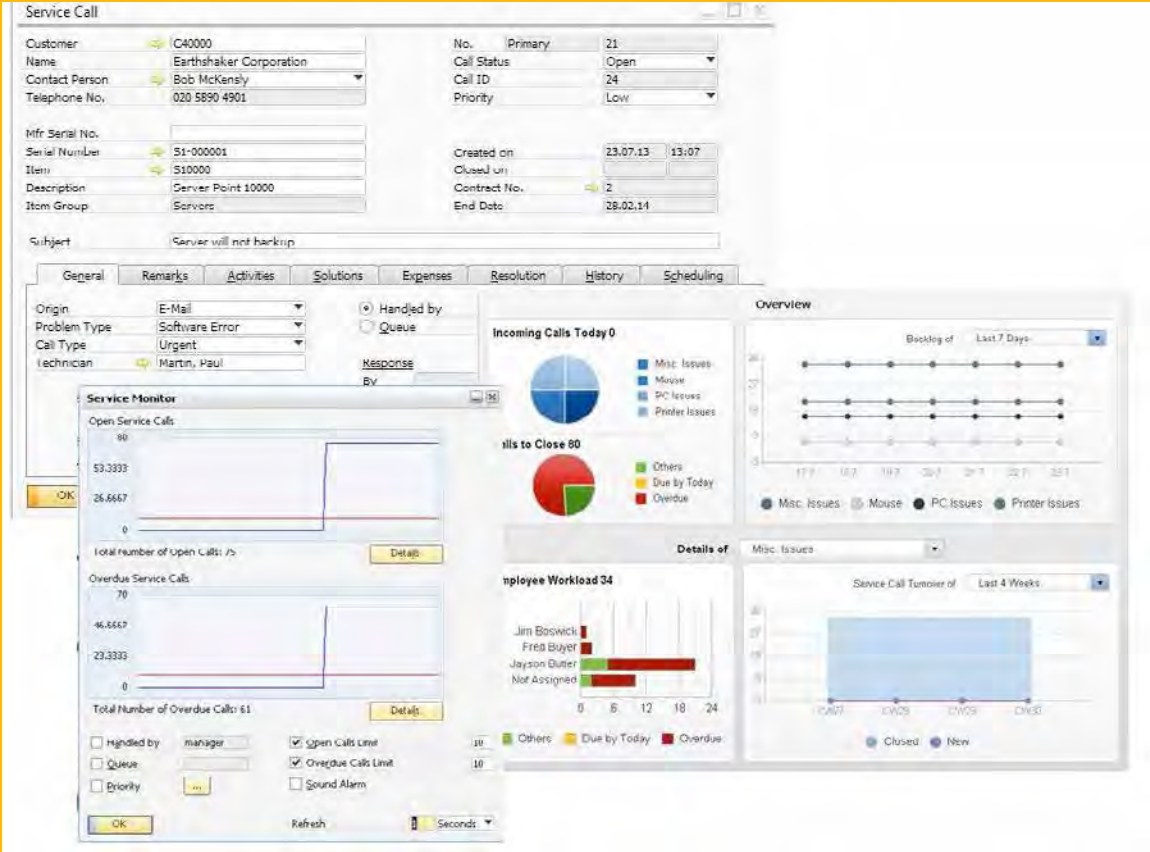 Service Call
Customer C40000 No. Primary 21
Name Earthshaker Corporation Call Status Open
Contact Person Bob McKensly Call ID 24
Telephone No. 020 5890 4901 Priority Low
Mfr Serial No.
Serial Number S1-000001 Created on 23.07.13 13:07
Item S10000 Closed on
Description Server Point 10000 Contract No. 2
Item Group Servers End Date 28.02.14
Subject Server will not backup
General Remarks Activities Solutions Expenses Resolution History Scheduling
Origin E-Mail Handled by
Problem Type Software Error Queue
Call Type Urgent
Technician Martin, Paul Response
By
OK
Service Monitor
Open Service Calls
80
53.3333
26.6667
0
Total Number of Open Calls: 75 Details
Overdue Service Calls
70
46.6667
23.3333
0
Total Number of Overdue Calls: 61 Details
Handled by manager Open Calls Limit 10
Queue Overdue Calls Limit 10
Priority ... Sound Alarm
OK Refresh Seconds
Overview
Incoming Calls Today 0
Misc. Issues
Mouse
PC Issues
Printer Issues
to Close 80
Others
Due by Today
Overdue
Backlog of Last 7 Days
Misc. Issues Mouse PC Issues Printer Issues
Details of Misc. Issues
Workload 34
Jim Boswick
Fred Buyer
Jayson Butler
Not Assigned
0 6 12 18 24
Others Due by Today Overdue
Service Call Turnover of Last 4 Weeks
Closed New